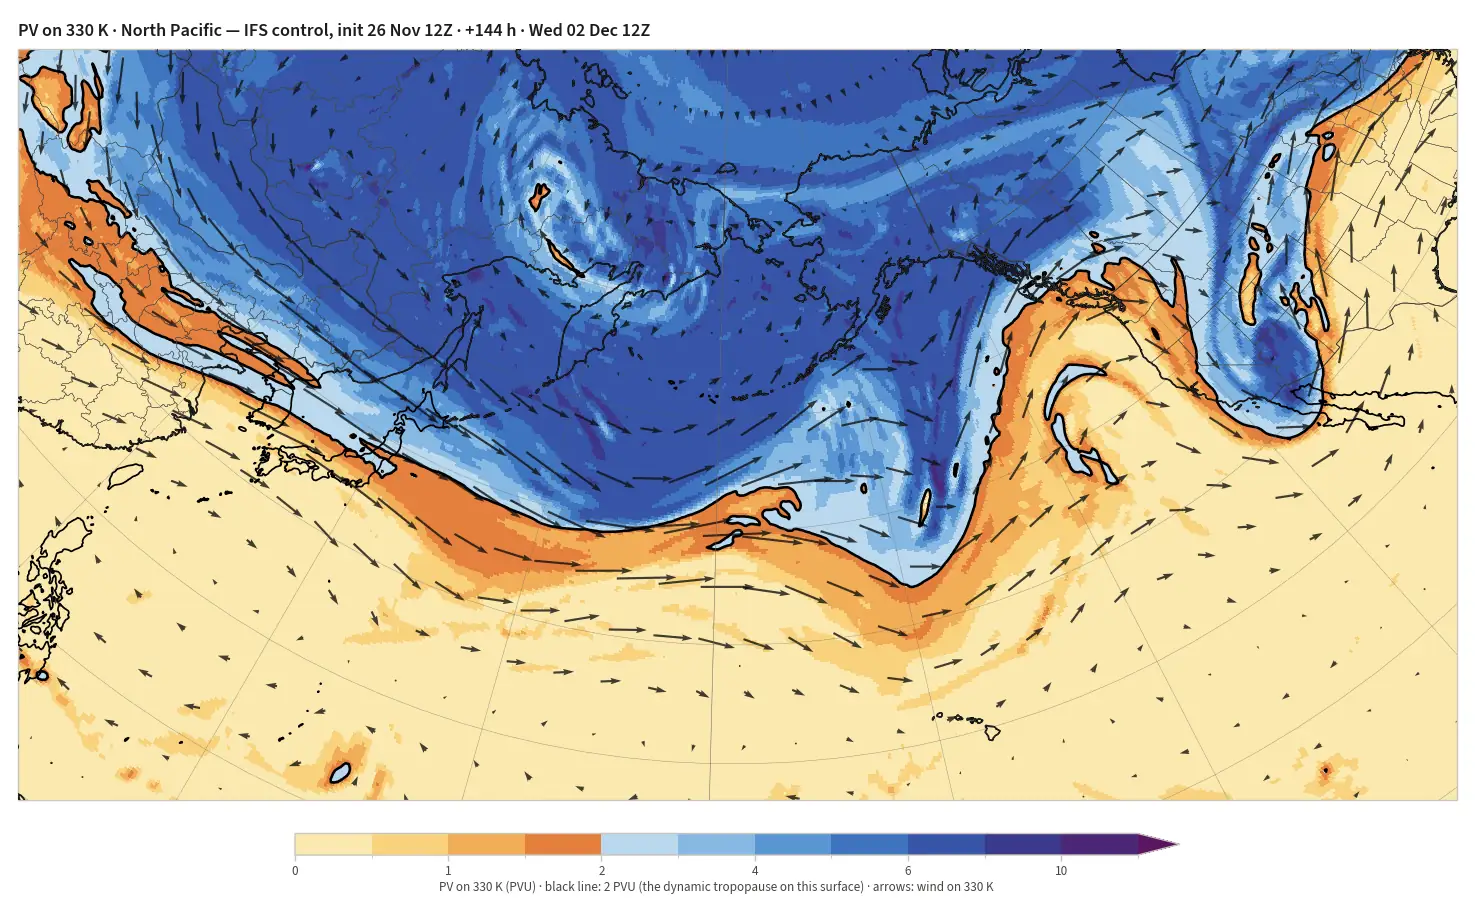 PV on 330 K · North Pacific — IFS control, init 26 Nov 12Z · +144 h · Wed 02 Dec 12Z
0 1 2 4 6 10
PV on 330 K (PVU) · black line: 2 PVU (the dynamic tropopause on this surface) · arrows: wind on 330 K